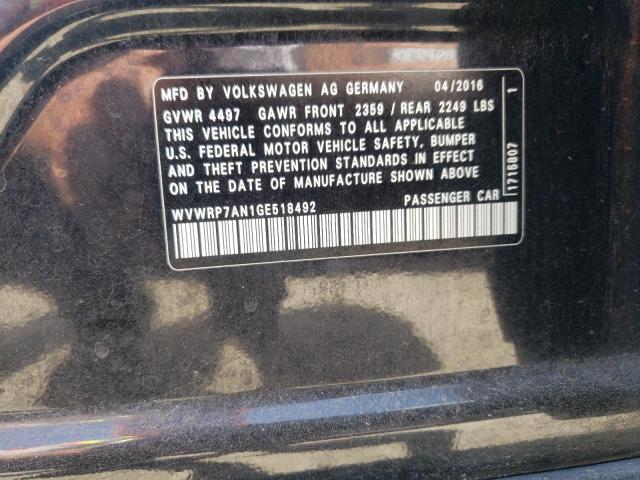 MFD BY VOLKSWAGEN AG GERMANY 04/2016
GVWR 4497 GAWR FRONT 2359 / REAR 2249 LBS
THIS VEHICLE CONFORMS TO ALL APPLICABLE
U.S. FEDERAL MOTOR VEHICLE SAFETY, BUMPER
AND THEFT PREVENTION STANDARDS IN EFFECT
ON THE DATE OF MANUFACTURE SHOWN ABOVE
WVWRP7AN1GE518492 PASSENGER CAR
1716807 1